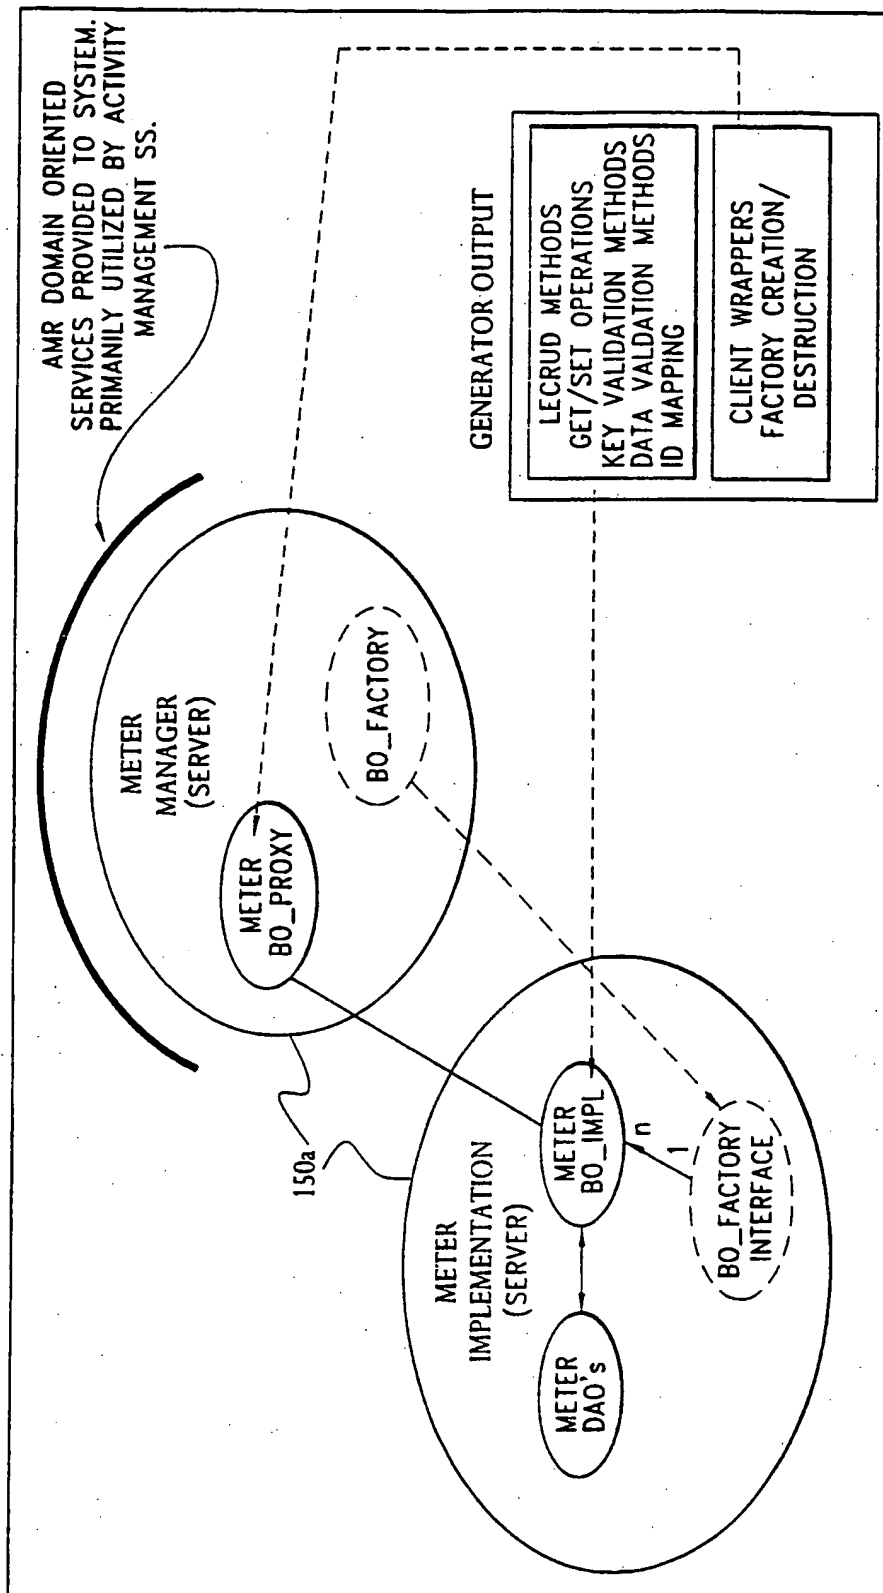 AMR DOMAIN ORIENTED
SERVICES PROVIDED TO SYSTEM.
PRIMANILY UTILIZED BY ACTIVITY
MANAGEMENT SS.
METER
MANAGER
(SERVER)
METER
BO_PROXY
BO_FACTORY
150a
METER
IMPLEMENTATION
(SERVER)
METER
DAO's
METER
BO_IMPL
n
1
BO_FACTORY
INTERFACE
GENERATOR OUTPUT
LECRUD METHODS
GET/SET OPERATIONS
KEY VALIDATION METHODS
DATA VALDATION METHODS
ID MAPPING
CLIENT WRAPPERS
FACTORY CREATION/
DESTRUCTION